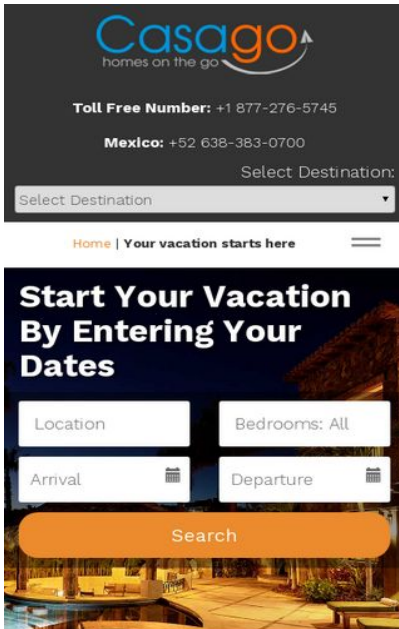 Casago
homes on the go
Toll Free Number: +1 877-276-5745
Mexico: +52 638-383-0700
Select Destination:
Select Destination
Home | Your vacation starts here
Start Your Vacation
By Entering Your
Dates
Location
Bedrooms: All
Arrival
Departure
Search